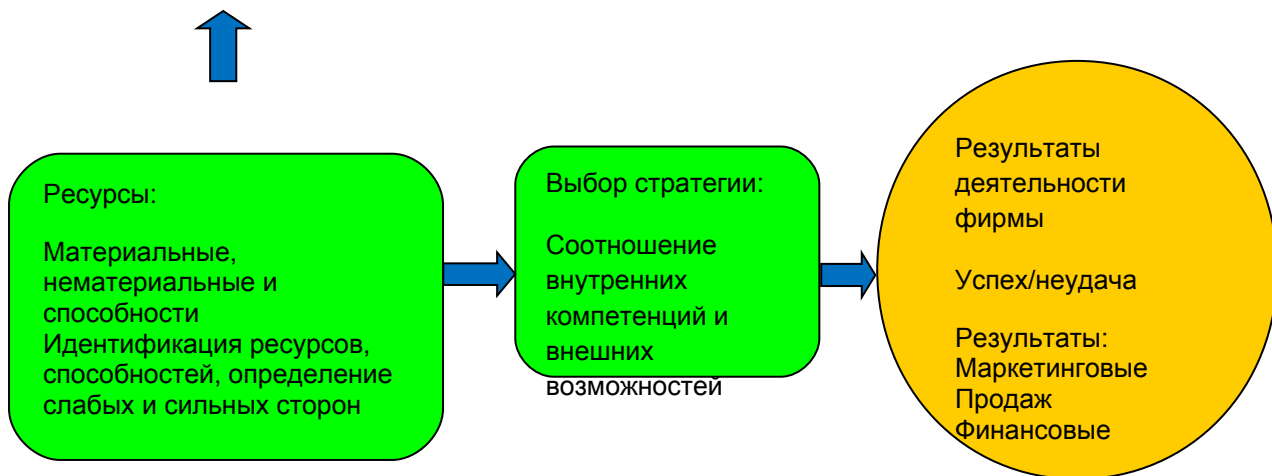 Ресурсы:
Материальные,
нематериальные и
способности
Идентификация ресурсов,
способностей, определение
слабых и сильных сторон
Выбор стратегии:
Соотношение
внутренних
компетенций и
внешних
возможностей
Результаты
деятельности
фирмы
Успех/неудача
Результаты:
Маркетинговые
Продаж
Финансовые